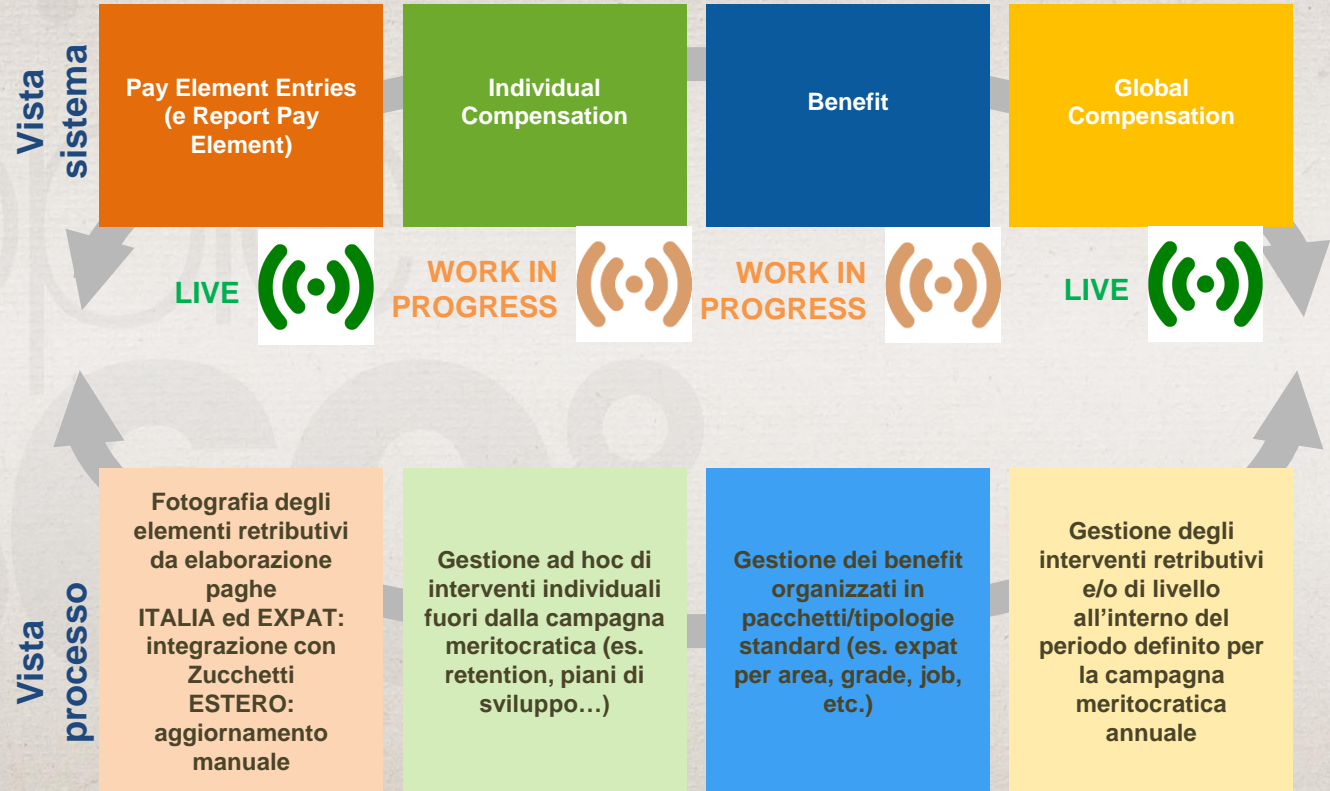 Vista
sistema
Pay Element Entries
(e Report Pay
Element)
Individual
Compensation
Benefit
Global
Compensation
LIVE
WORK IN
PROGRESS
WORK IN
PROGRESS
LIVE
Vista
processo
Fotografia degli
elementi retributivi
da elaborazione
paghe
ITALIA ed EXPAT:
integrazione con
Zucchetti
ESTERO:
aggiornamento
manuale
Gestione ad hoc di
interventi individuali
fuori dalla campagna
meritocratica (es.
retention, piani di
sviluppo…)
Gestione dei benefit
organizzati in
pacchetti/tipologie
standard (es. expat
per area, grade, job,
etc.)
Gestione degli
interventi retributivi
e/o di livello
all’interno del
periodo definito per
la campagna
meritocratica
annuale